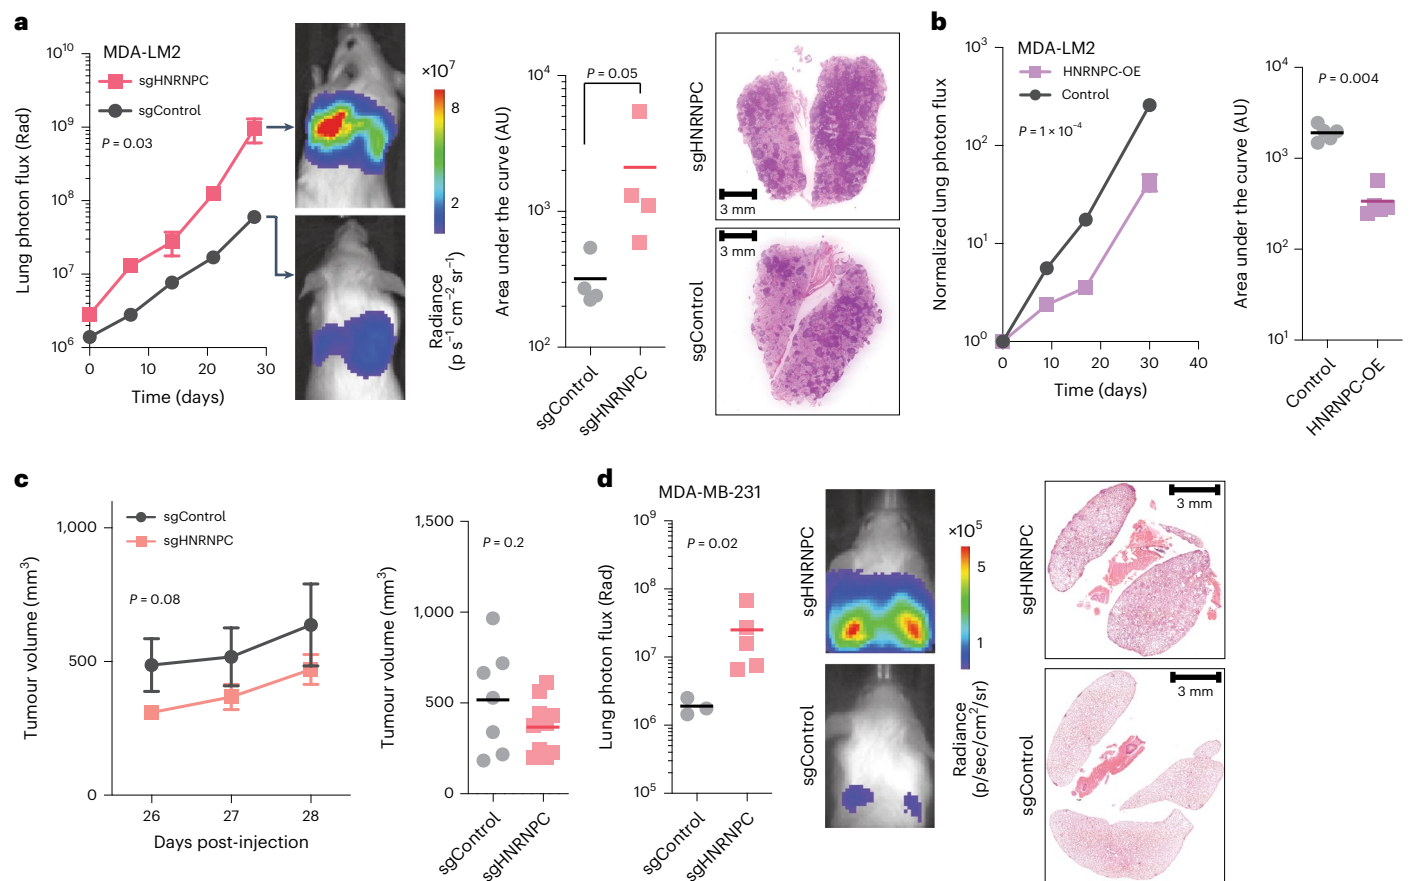 a
MDA-LM2
sgHNRNPC
sgControl
P = 0.03
Lung photon flux (Rad)
10¹⁰
10⁹
10⁸
10⁷
10⁶
0
10
20
30
Time (days)
×10⁷
8
2
Radiance
(p s⁻¹ cm⁻² sr⁻¹)
Area under the curve (AU)
10⁴
10³
10²
P = 0.05
sgControl
sgHNRNPC
sgHNRNPC
3 mm
sgControl
3 mm
b
MDA-LM2
HNRNPC-OE
Control
P = 1 × 10⁻⁴
Normalized lung photon flux
10³
10²
10¹
10⁰
0
10
20
30
40
Time (days)
Area under the curve (AU)
10⁴
10³
10²
10¹
P = 0.004
Control
HNRNPC-OE
c
sgControl
sgHNRNPC
P = 0.08
Tumour volume (mm³)
1,000
500
0
26
27
28
Days post-injection
Tumour volume (mm³)
1,500
1,000
500
0
P = 0.2
sgControl
sgHNRNPC
d
MDA-MB-231
P = 0.02
Lung photon flux (Rad)
10⁹
10⁸
10⁷
10⁶
10⁵
sgControl
sgHNRNPC
sgHNRNPC
sgControl
×10⁵
5
1
Radiance
(p/sec/cm²/sr)
sgHNRNPC
3 mm
sgControl
3 mm